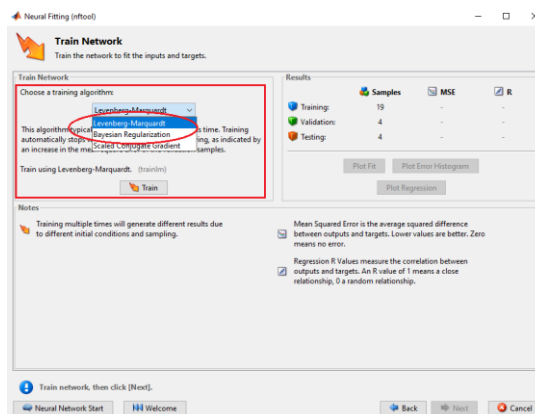 Neural Fitting (nftool)
Train Network
Train the network to fit the inputs and targets.
Train Network
Choose a training algorithm:
Levenberg-Marquardt
Levenberg-Marquardt
Bayesian Regularization
Scaled Conjugate Gradient
This algorithm typical
s time. Training
automatically stops
ing, as indicated by
an increase in the me
samples.
Train using Levenberg-Marquardt. (trainlm)
Train
Results
Samples MSE R
Training: 19 - -
Validation: 4 - -
Testing: 4 - -
Plot Fit Plot Error Histogram
Plot Regression
Notes
Training multiple times will generate different results due
to different initial conditions and sampling.
Mean Squared Error is the average squared difference
between outputs and targets. Lower values are better. Zero
means no error.
Regression R Values measure the correlation between
outputs and targets. An R value of 1 means a close
relationship, 0 a random relationship.
Train network, then click [Next].
Neural Network Start Welcome Back Next Cancel